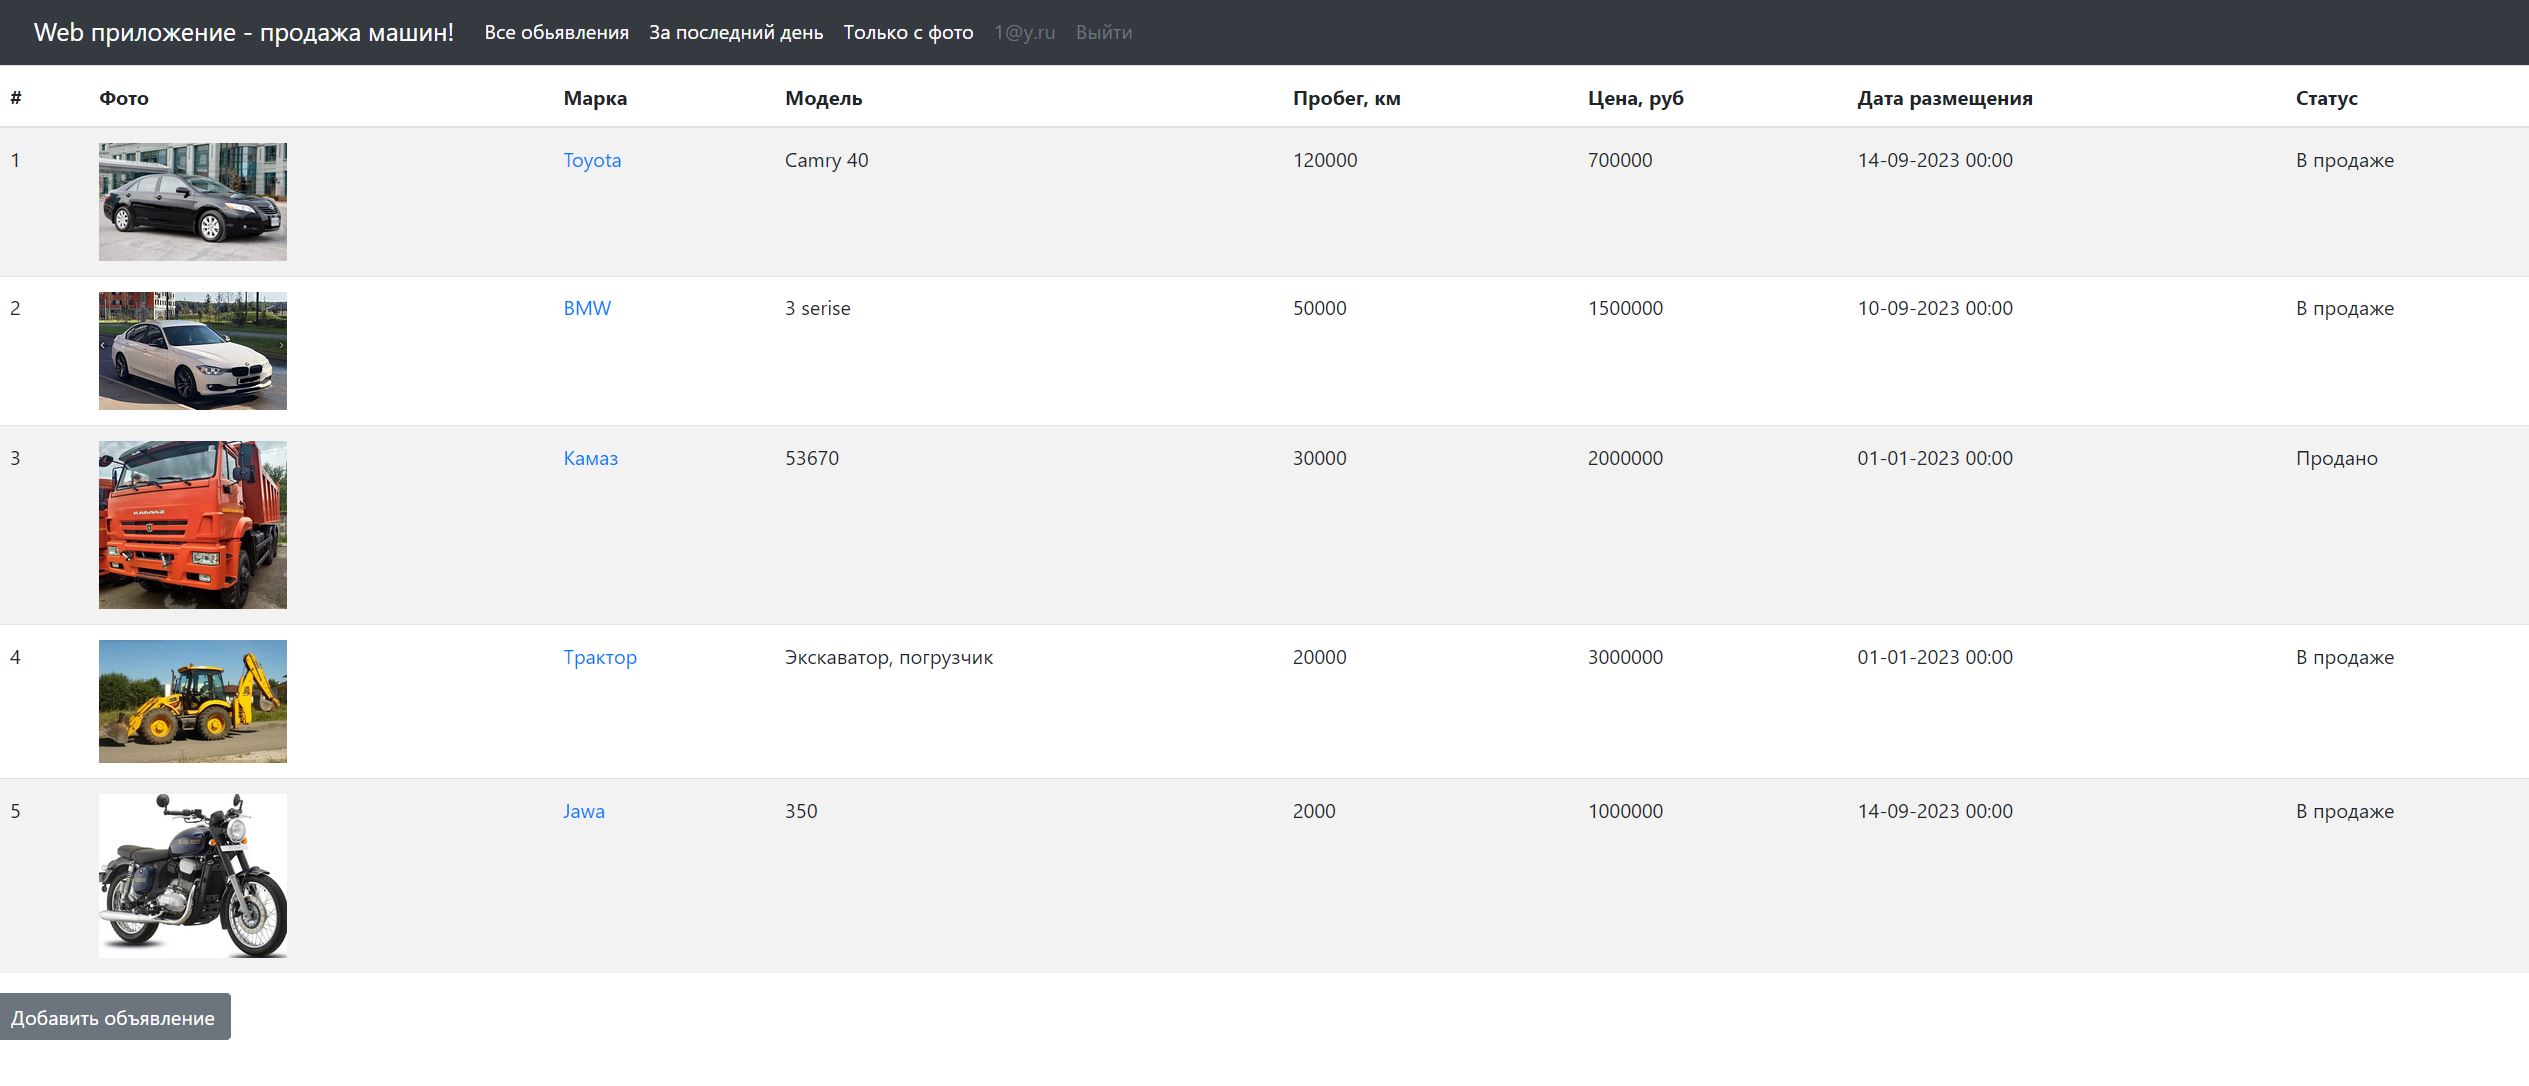 Web приложение - продажа машин! Все обьявления За последний день Только с фото 1@y.ru Выйти
# Фото Марка Модель Пробег, км Цена, руб Дата размещения Статус
1 Toyota Camry 40 120000 700000 14-09-2023 00:00 В продаже
2 BMW 3 serise 50000 1500000 10-09-2023 00:00 В продаже
3 Камаз 53670 30000 2000000 01-01-2023 00:00 Продано
KAMAZ
4 Трактор Экскаватор, погрузчик 20000 3000000 01-01-2023 00:00 В продаже
5 Jawa 350 2000 1000000 14-09-2023 00:00 В продаже
Добавить объявление